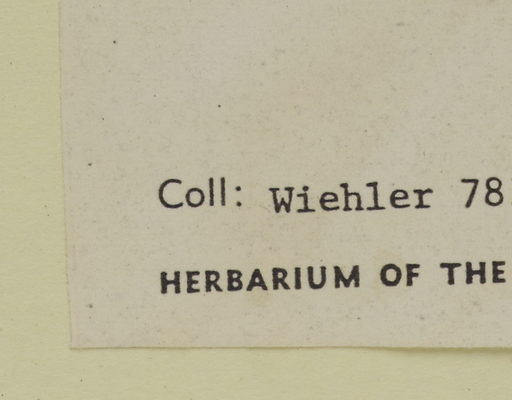 Coll: Wiehler 78
HERBARIUM OF THE